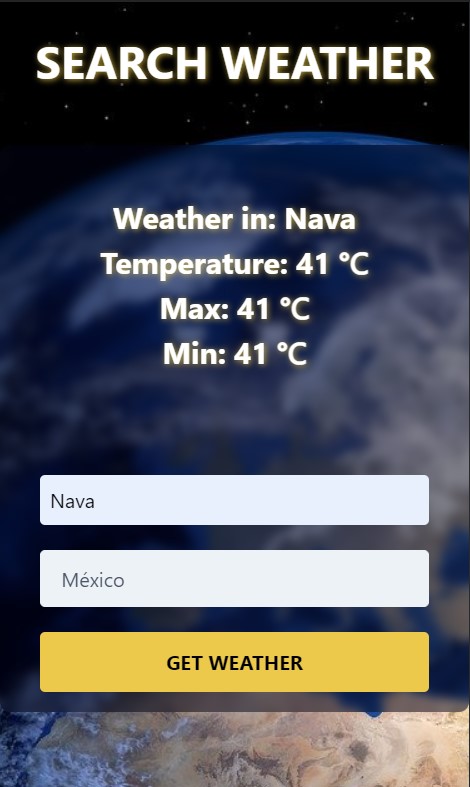 SEARCH WEATHER
Weather in: Nava
Temperature: 41 °C
Max: 41 °C
Min: 41 °C
Nava
México
GET WEATHER